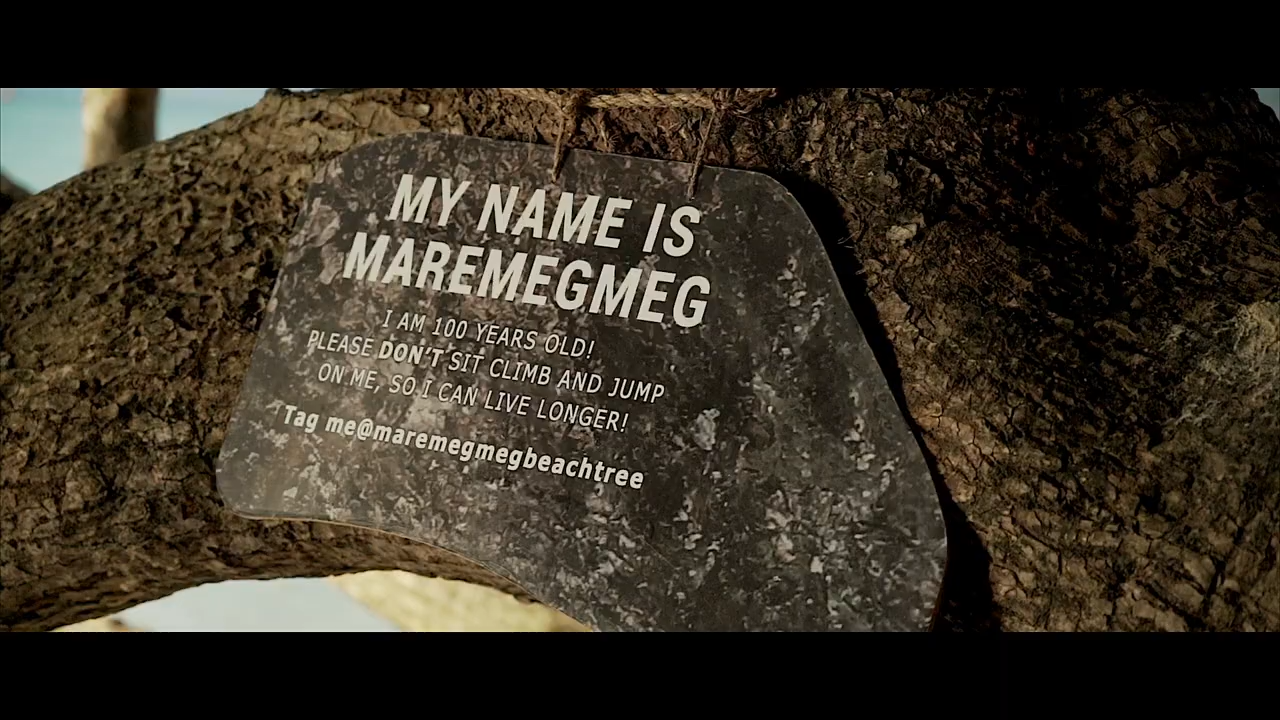 MY NAME IS
MAREMEGMEG
I AM 100 YEARS OLD!
PLEASE DON'T SIT CLIMB AND JUMP
ON ME, SO I CAN LIVE LONGER!
Tag me@maremegmegbeachtree